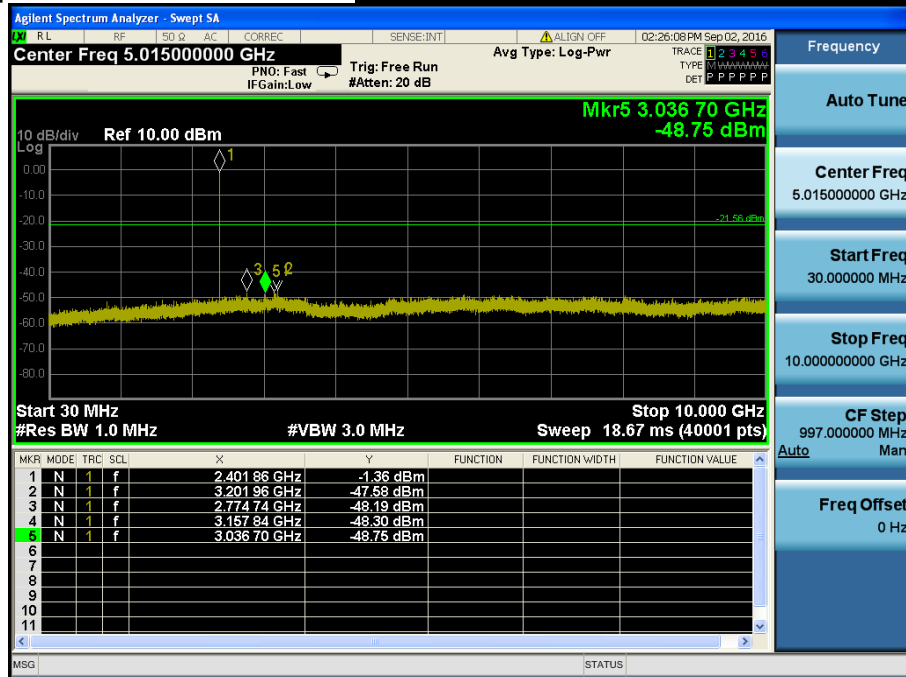 Agilent Spectrum Analyzer - Swept SA
LXI RL RF 50 Ω AC CORREC SENSE:INT ALIGN OFF 02:26:08 PM Sep 02, 2016
Center Freq 5.015000000 GHz
PNO: Fast
IFGain:Low
Trig: Free Run
#Atten: 20 dB
Avg Type: Log-Pwr
TRACE 1 2 3 4 5 6
TYPE M WWWWW
DET P P P P P P
Mkr5 3.036 70 GHz
-48.75 dBm
10 dB/div Ref 10.00 dBm
Log
0.00
-10.0
-20.0
-30.0
-40.0
-50.0
-60.0
-70.0
-80.0
1
-21.56 dBm
3 5
2
Start 30 MHz Stop 10.000 GHz
#Res BW 1.0 MHz #VBW 3.0 MHz Sweep 18.67 ms (40001 pts)
MKR MODE TRC SCL X Y FUNCTION FUNCTION WIDTH FUNCTION VALUE
1 N 1 f 2.401 96 GHz -1.36 dBm
2 N 1 f 3.201 96 GHz -47.58 dBm
3 N 1 f 2.774 74 GHz -48.19 dBm
4 N 1 f 3.157 84 GHz -48.30 dBm
5 N 1 f 3.036 70 GHz -48.75 dBm
6
7
8
9
10
11
MSG STATUS
Frequency
Auto Tune
Center Freq
5.015000000 GHz
Start Freq
30.000000 MHz
Stop Freq
10.000000000 GHz
CF Step
997.000000 MHz
Auto Man
Freq Offset
0 Hz